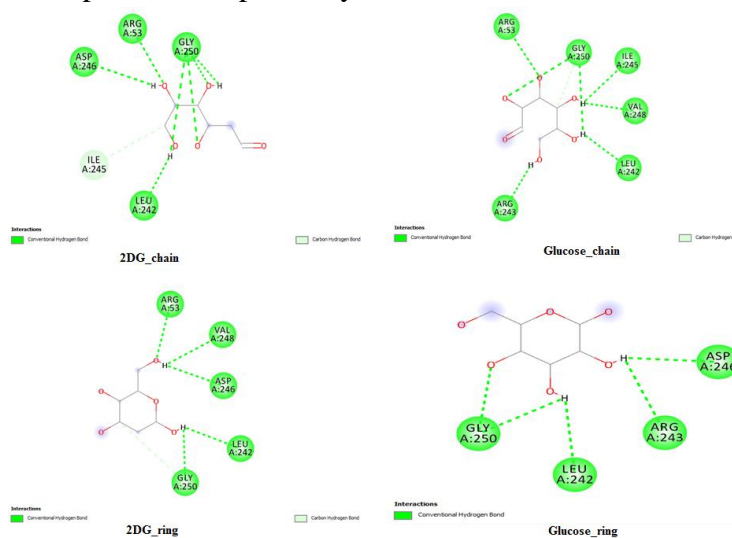 ARG
A:53
GLY
A:250
ASP
A:246
H
O
O
H
H
O
O
O
H
ILE
A:245
LEU
A:242
Interactions
Conventional Hydrogen Bond
Carbon Hydrogen Bond
2DG_chain
ARG
A:53
GLY
A:250
ILE
A:245
O
O
O
H
VAL
A:248
O
O
H
O
H
LEU
A:242
ARG
A:243
Interactions
Conventional Hydrogen Bond
Carbon Hydrogen
Glucose_chain
ARG
A:53
VAL
A:248
O
H
ASP
A:246
O
O
O
O
H
LEU
A:242
GLY
A:250
Interactions
Conventional Hydrogen Bond
Carbon Hydrogen Bond
2DG_ring
O
O
O
O
O
H
O
H
ASP
A:246
GLY
A:250
ARG
A:243
LEU
A:242
Interactions
Conventional Hydrogen Bond
Glucose_ring